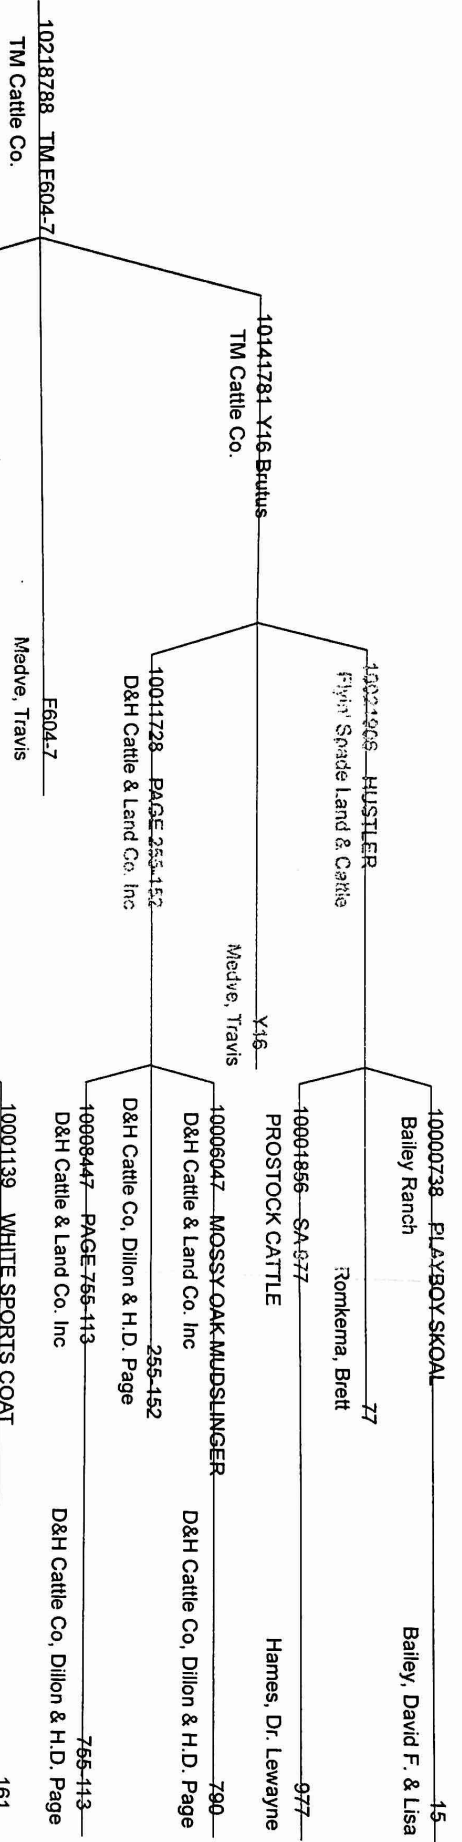 10000738 PLAYBOY SKOAL 15
Bailey Ranch Bailey, David F. & Lisa
HUSTLER 77
Flyin' Spade Land & Cattle Romkema, Brett
10001856 SA 977 977
PROSTOCK CATTLE Hames, Dr. Lewayne
10141781 Y16 Brutus Y16
TM Cattle Co. Medve, Travis
10006047 MOSSY OAK MUDSLINGER 790
D&H Cattle & Land Co. Inc D&H Cattle Co, Dillon & H.D. Page
10011728 PAGE 255-152 255-152
D&H Cattle & Land Co. Inc D&H Cattle Co, Dillon & H.D. Page
10008447 PAGE 755-113 755-113
D&H Cattle & Land Co. Inc D&H Cattle Co, Dillon & H.D. Page
10218788 TM F604-7 F604-7
TM Cattle Co. Medve, Travis
10001139 WHITE SPORTS COAT 161